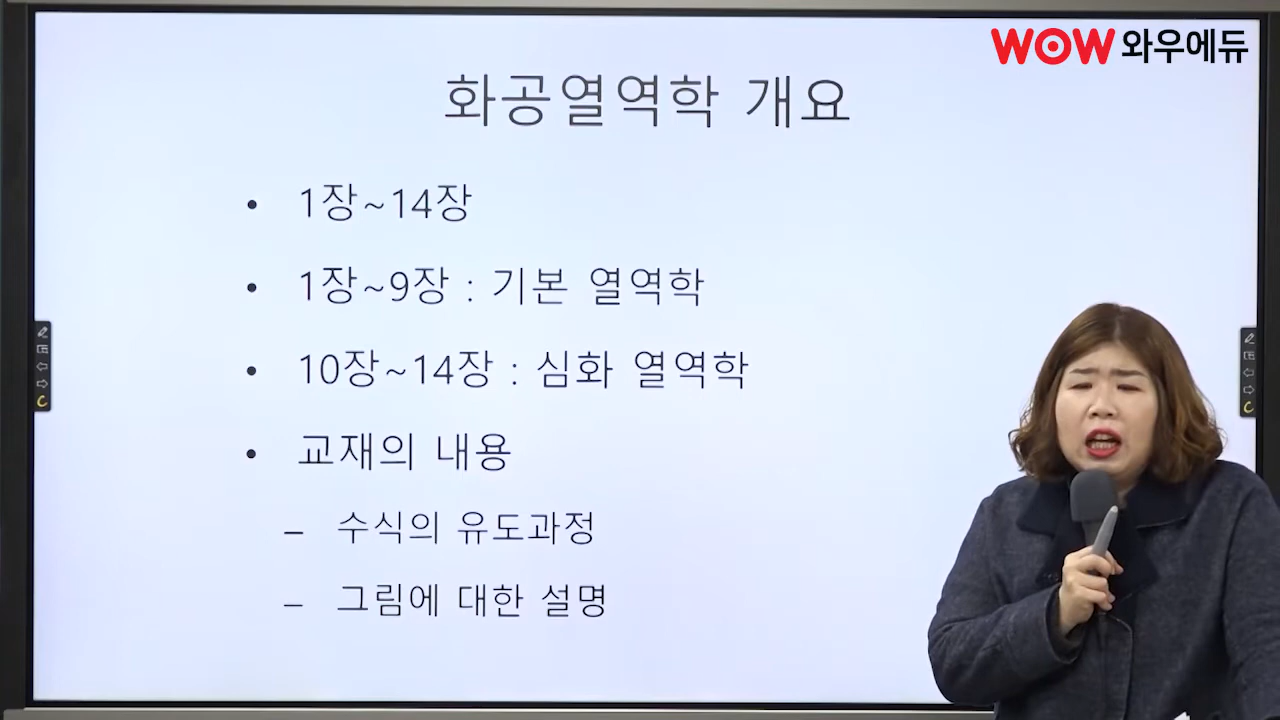 WOW 와우에듀
화공열역학 개요
• 1장~14장
• 1장~9장 : 기본 열역학
• 10장~14장 : 심화 열역학
• 교재의 내용
– 수식의 유도과정
– 그림에 대한 설명